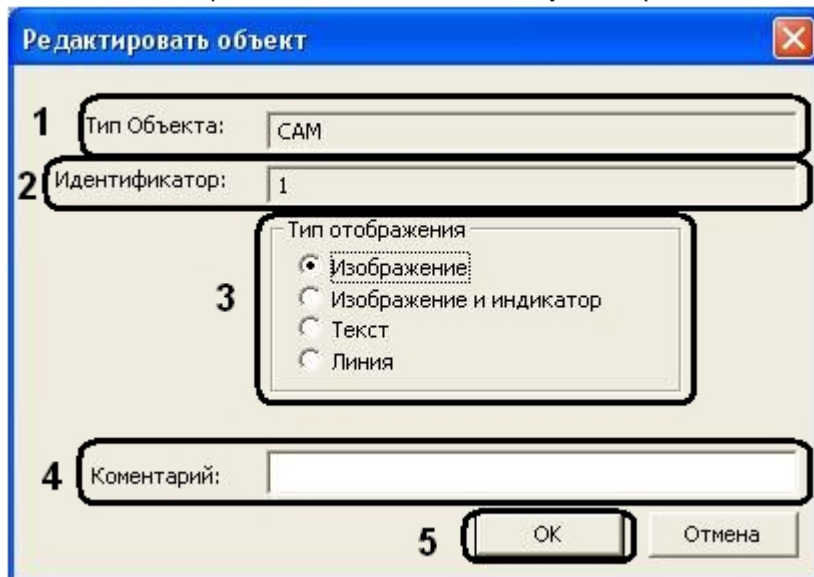 Редактировать объект
1 Тип Объекта: CAM
2 Идентификатор: 1
Тип отображения
Изображение
3 Изображение и индикатор
Текст
Линия
4 Коментарий:
5 OK Отмена